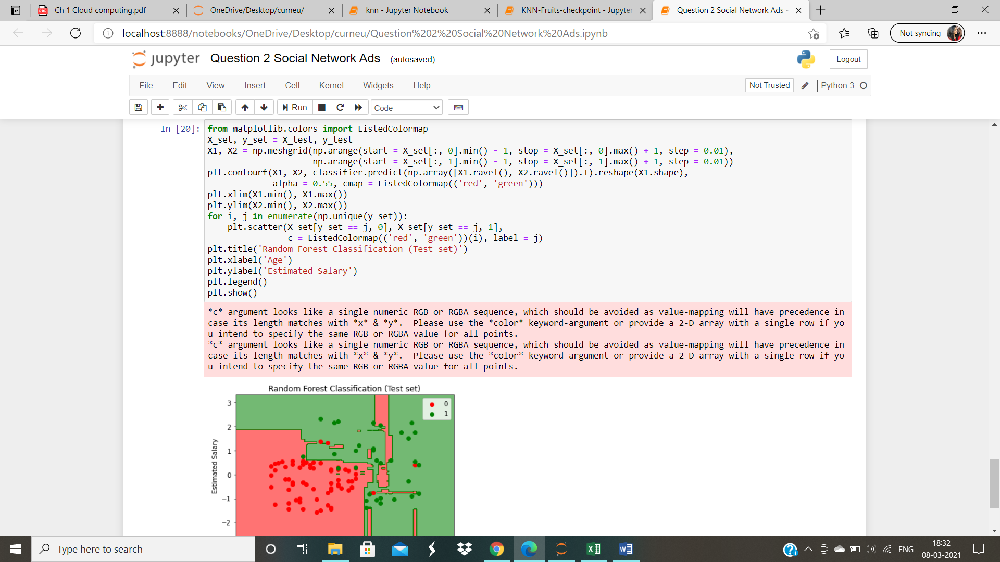 Ch 1 Cloud computing.pdf
OneDrive/Desktop/curneu/
knn - Jupyter Notebook
KNN-Fruits-checkpoint - Jupyter
Question 2 Social Network Ads -
localhost:8888/notebooks/OneDrive/Desktop/curneu/Question%202%20Social%20Network%20Ads.ipynb
Not syncing
jupyter Question 2 Social Network Ads (autosaved)
Logout
File Edit View Insert Cell Kernel Widgets Help
Not Trusted
Python 3
Run
Code
In [20]:
from matplotlib.colors import ListedColormap
X_set, y_set = X_test, y_test
X1, X2 = np.meshgrid(np.arange(start = X_set[:, 0].min() - 1, stop = X_set[:, 0].max() + 1, step = 0.01),
                     np.arange(start = X_set[:, 1].min() - 1, stop = X_set[:, 1].max() + 1, step = 0.01))
plt.contourf(X1, X2, classifier.predict(np.array([X1.ravel(), X2.ravel()]).T).reshape(X1.shape),
             alpha = 0.55, cmap = ListedColormap(('red', 'green')))
plt.xlim(X1.min(), X1.max())
plt.ylim(X2.min(), X2.max())
for i, j in enumerate(np.unique(y_set)):
    plt.scatter(X_set[y_set == j, 0], X_set[y_set == j, 1],
                c = ListedColormap(('red', 'green'))(i), label = j)
plt.title('Random Forest Classification (Test set)')
plt.xlabel('Age')
plt.ylabel('Estimated Salary')
plt.legend()
plt.show()
*c* argument looks like a single numeric RGB or RGBA sequence, which should be avoided as value-mapping will have precedence in
case its length matches with *x* & *y*.  Please use the *color* keyword-argument or provide a 2-D array with a single row if yo
u intend to specify the same RGB or RGBA value for all points.
*c* argument looks like a single numeric RGB or RGBA sequence, which should be avoided as value-mapping will have precedence in
case its length matches with *x* & *y*.  Please use the *color* keyword-argument or provide a 2-D array with a single row if yo
u intend to specify the same RGB or RGBA value for all points.
Random Forest Classification (Test set)
0
1
3
2
1
0
−1
−2
Estimated Salary
Type here to search
ENG
18:32
08-03-2021